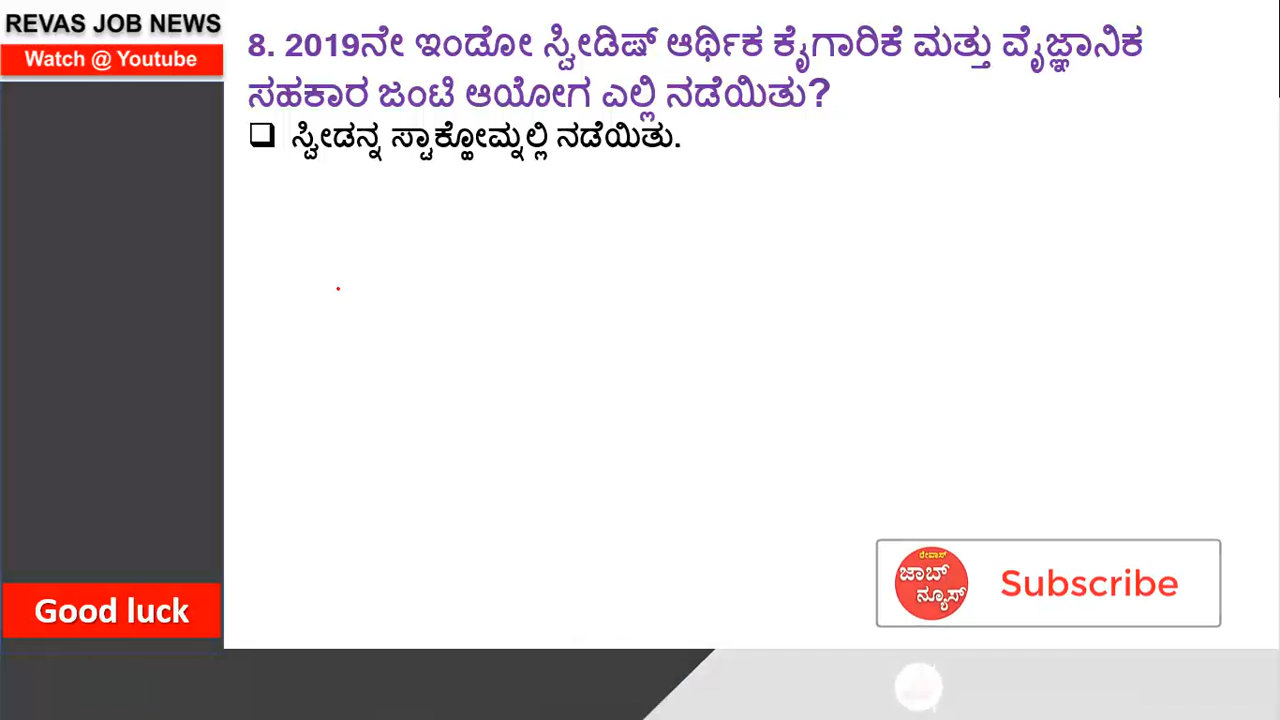 REVAS JOB NEWS
Watch @ Youtube
8. 2019ನೇ ಇಂಡೋ ಸ್ವೀಡಿಷ್ ಆರ್ಥಿಕ ಕೈಗಾರಿಕೆ ಮತ್ತು ವೈಜ್ಞಾನಿಕ
ಸಹಕಾರ ಜಂಟಿ ಆಯೋಗ ಎಲ್ಲಿ ನಡೆಯಿತು?
❑ ಸ್ವೀಡನ್ನ ಸ್ಟಾಕ್ಹೋಮ್ನಲ್ಲಿ ನಡೆಯಿತು.
ರೇವಾಸ್
ಜಾಬ್
ನ್ಯೂಸ್
Subscribe
Good luck